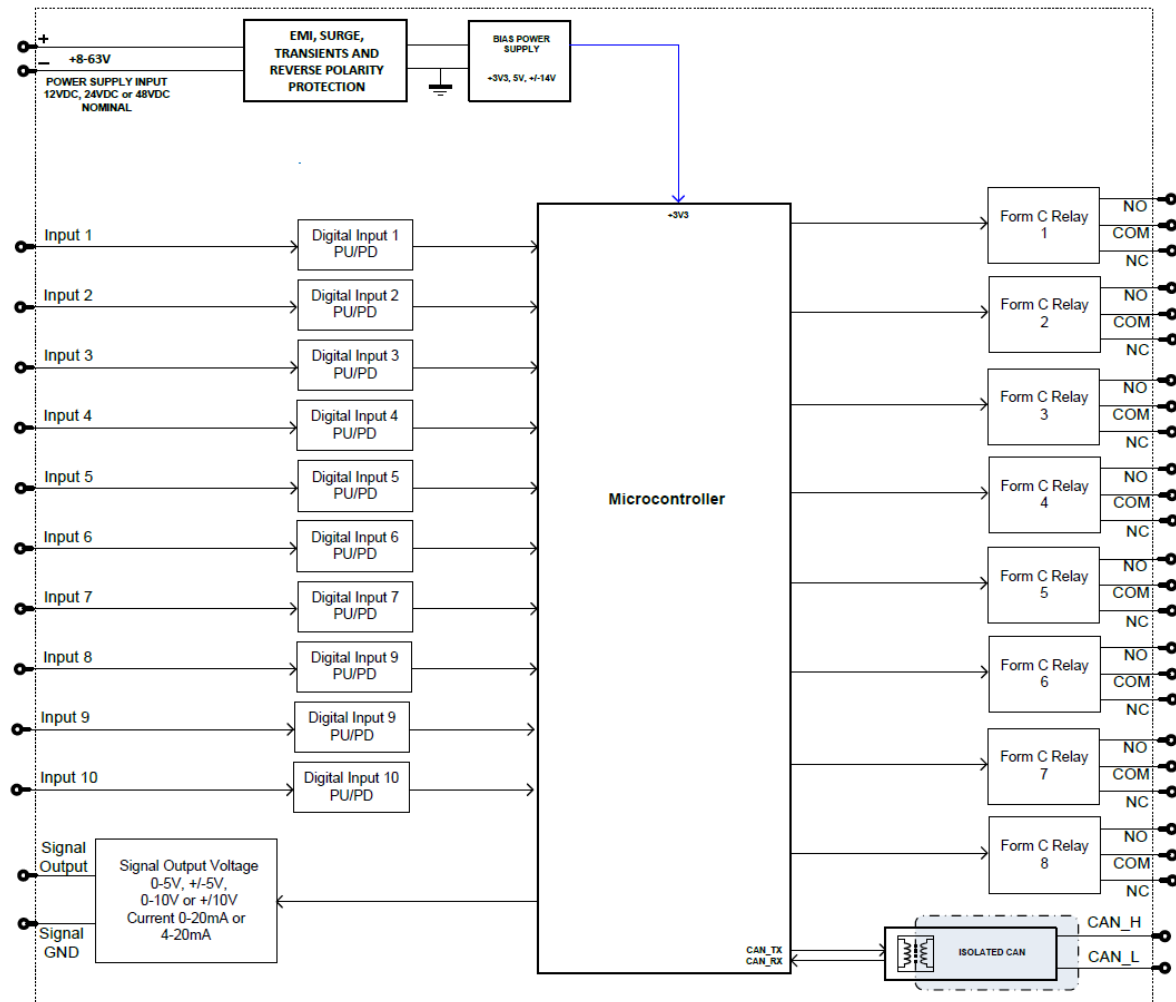 +
−
+8-63V
POWER SUPPLY INPUT
12VDC, 24VDC or 48VDC
NOMINAL
EMI, SURGE,
TRANSIENTS AND
REVERSE POLARITY
PROTECTION
BIAS POWER
SUPPLY
+3V3, 5V, +/-14V
Input 1
Digital Input 1
PU/PD
Input 2
Digital Input 2
PU/PD
Input 3
Digital Input 3
PU/PD
Input 4
Digital Input 4
PU/PD
Input 5
Digital Input 5
PU/PD
Input 6
Digital Input 6
PU/PD
Input 7
Digital Input 7
PU/PD
Input 8
Digital Input 9
PU/PD
Input 9
Digital Input 9
PU/PD
Input 10
Digital Input 10
PU/PD
Signal
Output
Signal
GND
Signal Output Voltage
0-5V, +/-5V,
0-10V or +/10V
Current 0-20mA or
4-20mA
+3V3
Microcontroller
CAN_TX
CAN_RX
Form C Relay
1
NO
COM
NC
Form C Relay
2
NO
COM
NC
Form C Relay
3
NO
COM
NC
Form C Relay
4
NO
COM
NC
Form C Relay
5
NO
COM
NC
Form C Relay
6
NO
COM
NC
Form C Relay
7
NO
COM
NC
Form C Relay
8
NO
COM
NC
ISOLATED CAN
CAN_H
CAN_L